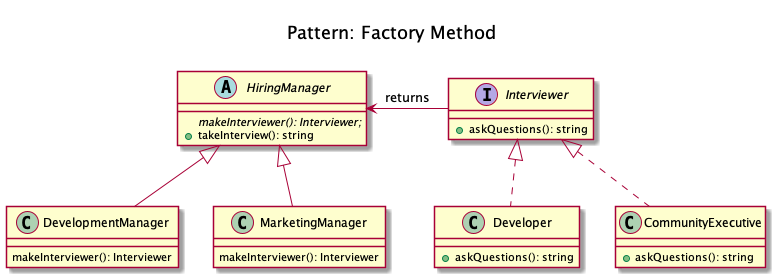 Pattern: Factory Method
A HiringManager
makeInterviewer(): Interviewer;
takeInterview(): string
returns
I Interviewer
askQuestions(): string
C DevelopmentManager
makeInterviewer(): Interviewer
C MarketingManager
makeInterviewer(): Interviewer
C Developer
askQuestions(): string
C CommunityExecutive
askQuestions(): string